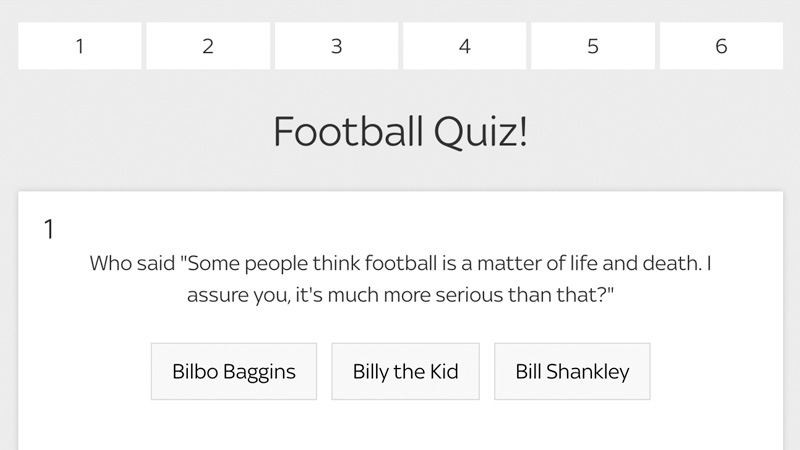 1 2 3 4 5 6
Football Quiz!
1
Who said "Some people think football is a matter of life and death. I
assure you, it's much more serious than that?"
Bilbo Baggins Billy the Kid Bill Shankley